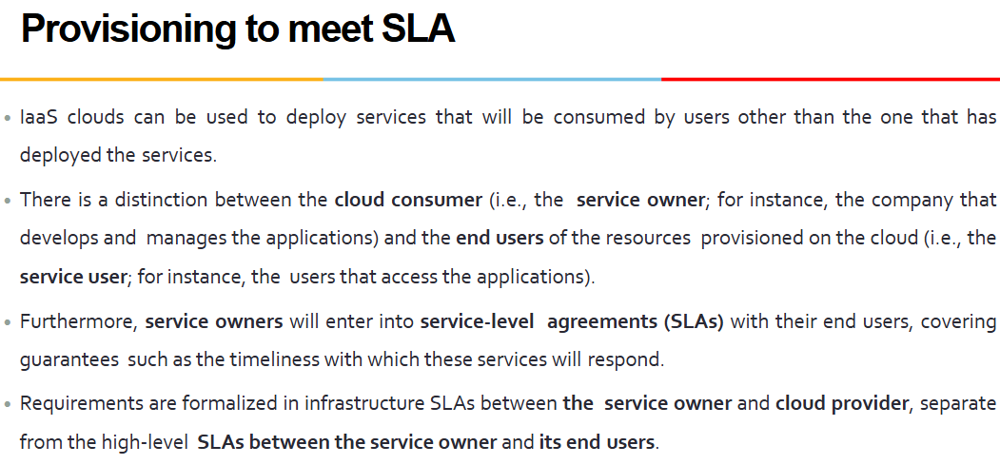 Provisioning to meet SLA
• IaaS clouds can be used to deploy services that will be consumed by users other than the one that has
deployed the services.
• There is a distinction between the cloud consumer (i.e., the service owner; for instance, the company that
develops and manages the applications) and the end users of the resources provisioned on the cloud (i.e., the
service user; for instance, the users that access the applications).
• Furthermore, service owners will enter into service-level agreements (SLAs) with their end users, covering
guarantees such as the timeliness with which these services will respond.
• Requirements are formalized in infrastructure SLAs between the service owner and cloud provider, separate
from the high-level SLAs between the service owner and its end users.